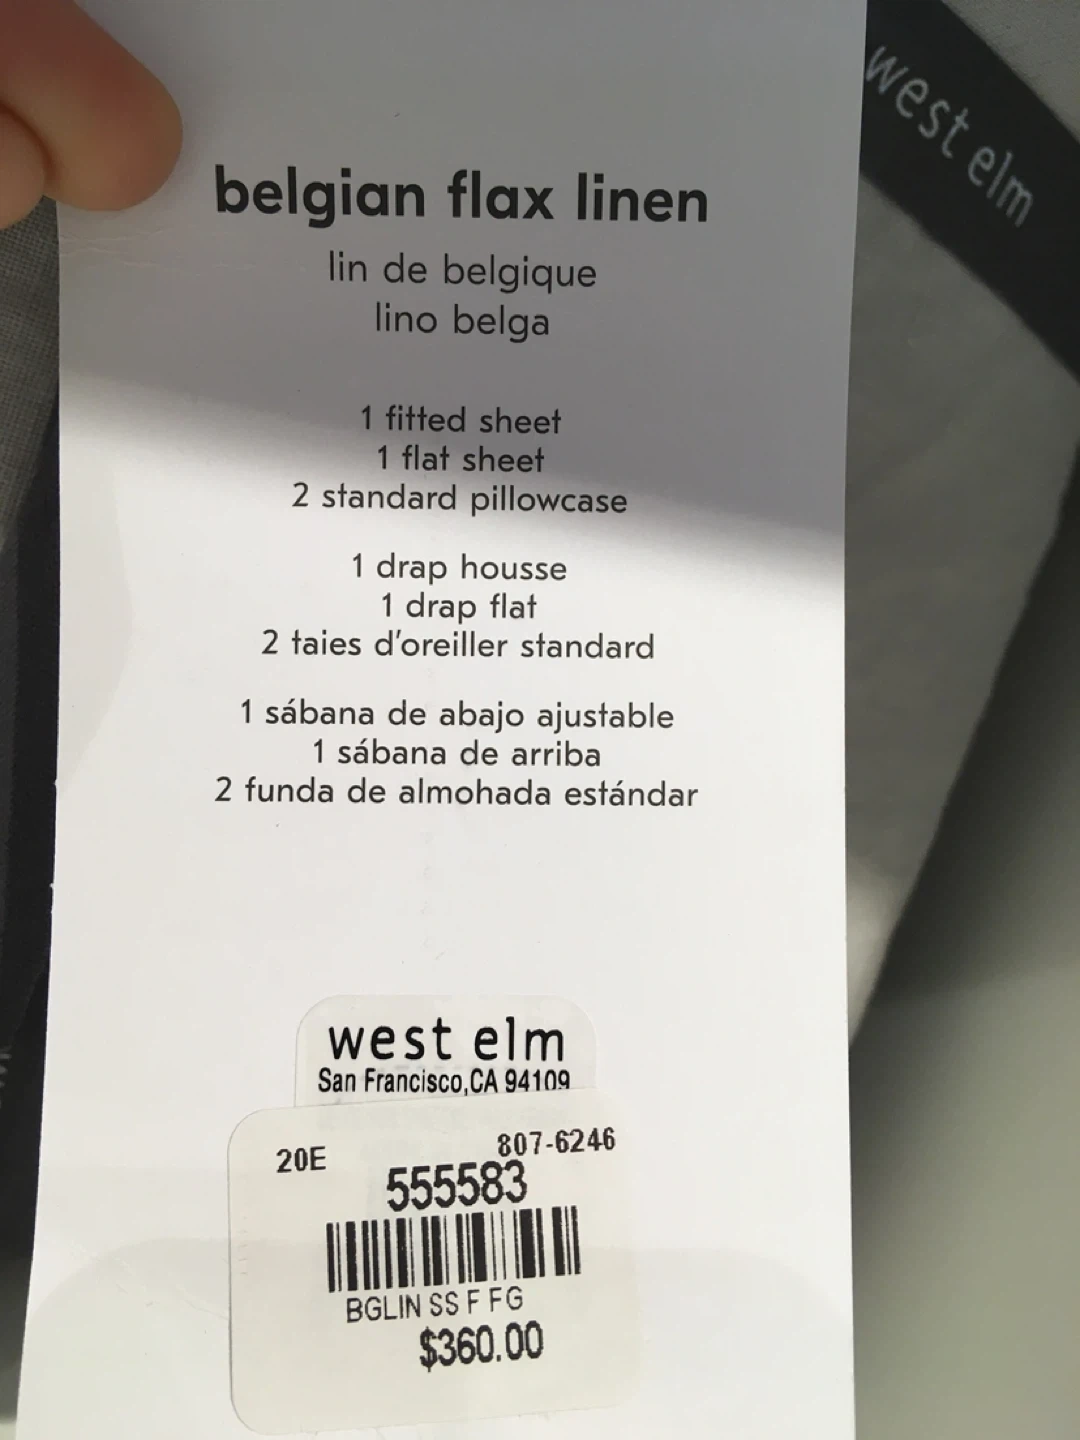 west elm
belgian flax linen
lin de belgique
lino belga
1 fitted sheet
1 flat sheet
2 standard pillowcase
1 drap housse
1 drap flat
2 taies d'oreiller standard
1 sábana de abajo ajustable
1 sábana de arriba
2 funda de almohada estándar
west elm
San Francisco,CA 94109
20E 807-6246
555583
BGLIN SS F FG
$360.00